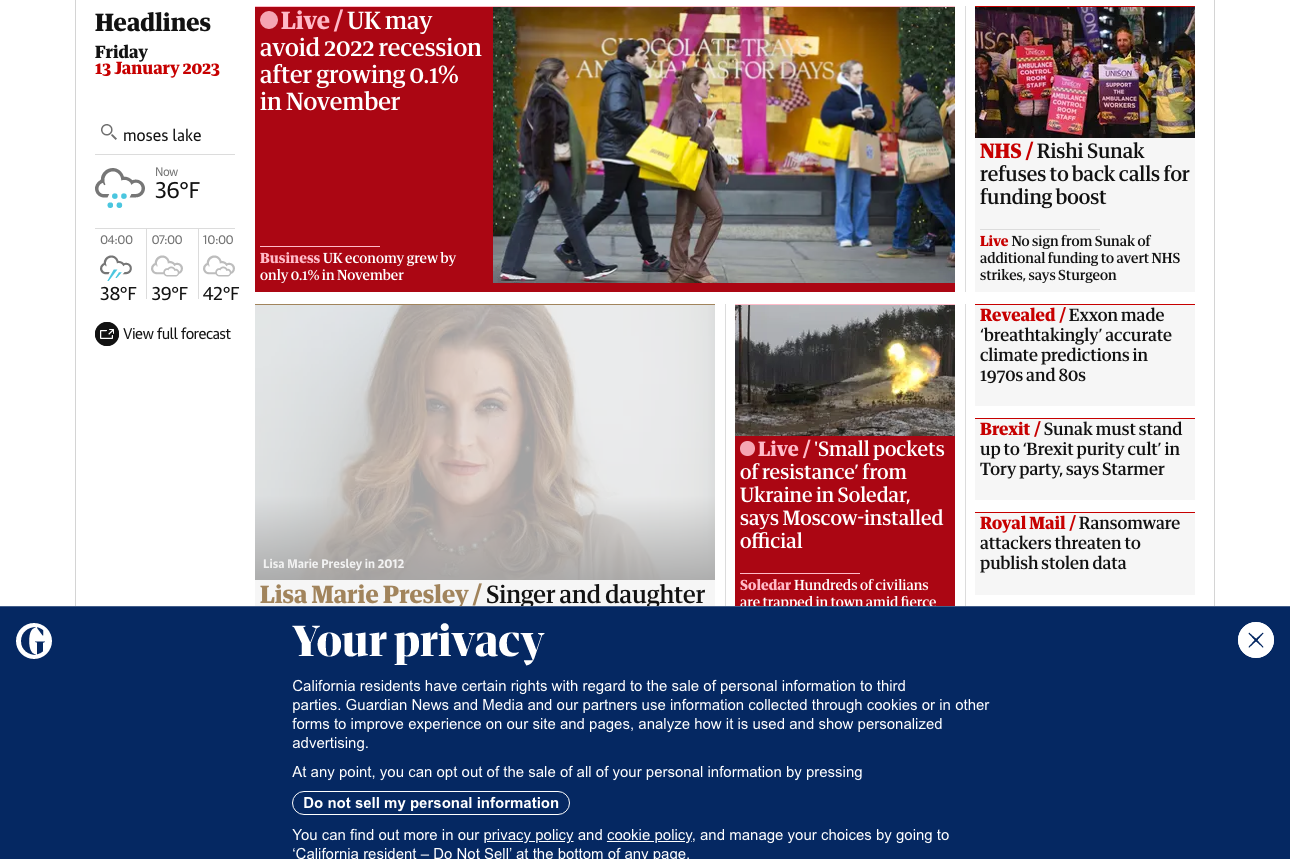 Headlines
Friday
13 January 2023
moses lake
Now
36°F
04:00
07:00
10:00
38°F
39°F
42°F
View full forecast
Live / UK may
avoid 2022 recession
after growing 0.1%
in November
Business UK economy grew by
only 0.1% in November
CHOCOLATE TRAYS
AND PYJAMAS FOR DAYS
UNISON
AMBULANCE
CONTROL
ROOM
STAFF
AMBULANCE
CONTROL
ROOM
STAFF
UNISON
SUPPORT
THE
AMBULANCE
WORKERS
NHS / Rishi Sunak
refuses to back calls for
funding boost
Live No sign from Sunak of
additional funding to avert NHS
strikes, says Sturgeon
Lisa Marie Presley in 2012
Lisa Marie Presley / Singer and daughter
Live / 'Small pockets
of resistance’ from
Ukraine in Soledar,
says Moscow-installed
official
Soledar Hundreds of civilians
are trapped in town amid fierce
Revealed / Exxon made
‘breathtakingly’ accurate
climate predictions in
1970s and 80s
Brexit / Sunak must stand
up to ‘Brexit purity cult’ in
Tory party, says Starmer
Royal Mail / Ransomware
attackers threaten to
publish stolen data
Your privacy
California residents have certain rights with regard to the sale of personal information to third
parties. Guardian News and Media and our partners use information collected through cookies or in other
forms to improve experience on our site and pages, analyze how it is used and show personalized
advertising.
At any point, you can opt out of the sale of all of your personal information by pressing
Do not sell my personal information
You can find out more in our privacy policy and cookie policy, and manage your choices by going to
‘California resident – Do Not Sell’ at the bottom of any page.